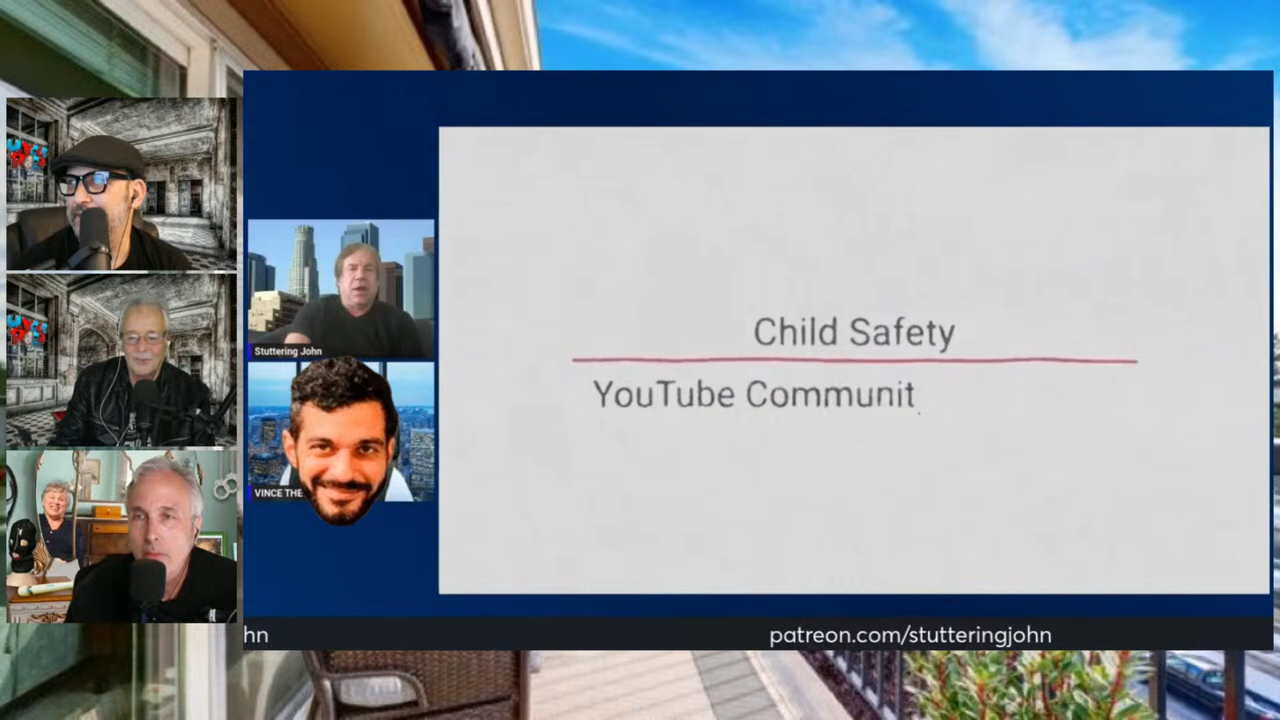 Stuttering John
VINCE THE
Child Safety
YouTube Communit
hn
patreon.com/stutteringjohn